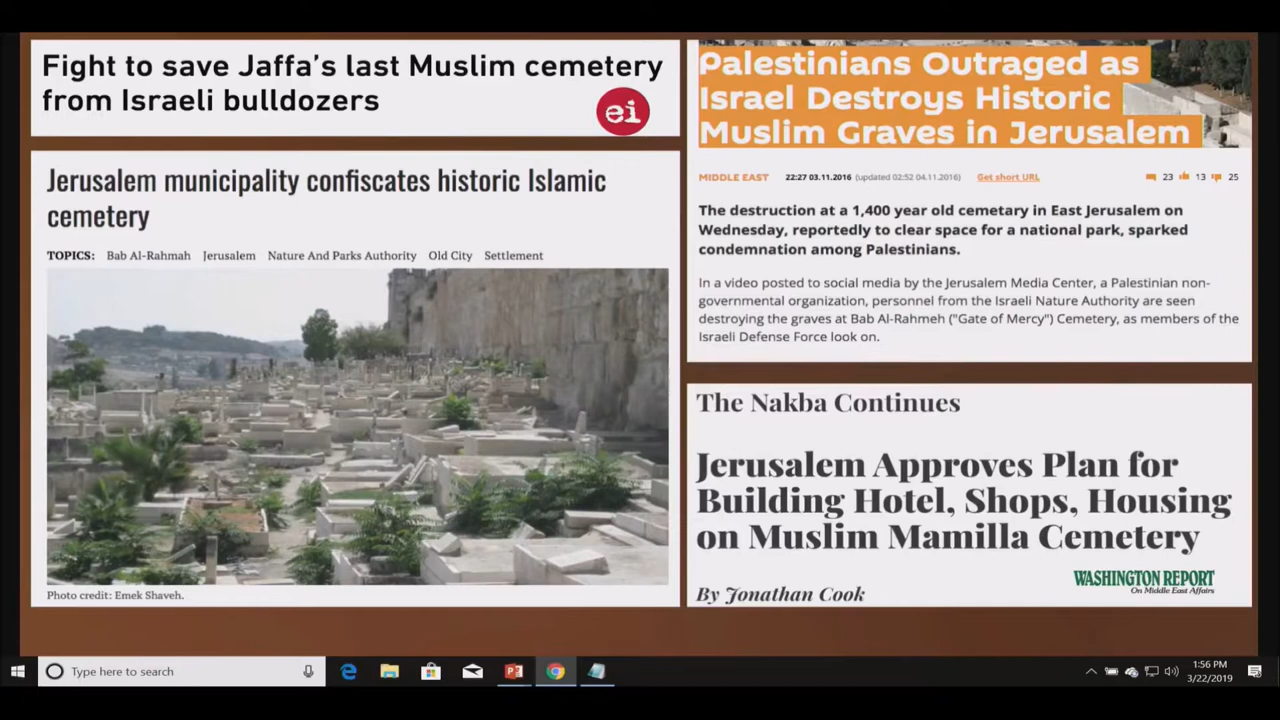 Fight to save Jaffa's last Muslim cemetery
from Israeli bulldozers
ei
Jerusalem municipality confiscates historic Islamic
cemetery
TOPICS: Bab Al-Rahmah Jerusalem Nature And Parks Authority Old City Settlement
Photo credit: Emek Shaveh.
Palestinians Outraged as
Israel Destroys Historic
Muslim Graves in Jerusalem
MIDDLE EAST 22:27 03.11.2016 (updated 02:52 04.11.2016) Get short URL 23 13 25
The destruction at a 1,400 year old cemetary in East Jerusalem on
Wednesday, reportedly to clear space for a national park, sparked
condemnation among Palestinians.
In a video posted to social media by the Jerusalem Media Center, a Palestinian non-
governmental organization, personnel from the Israeli Nature Authority are seen
destroying the graves at Bab Al-Rahmeh ("Gate of Mercy") Cemetery, as members of the
Israeli Defense Force look on.
The Nakba Continues
Jerusalem Approves Plan for
Building Hotel, Shops, Housing
on Muslim Mamilla Cemetery
WASHINGTON REPORT
On Middle East Affairs
By Jonathan Cook
Type here to search
1:56 PM
3/22/2019